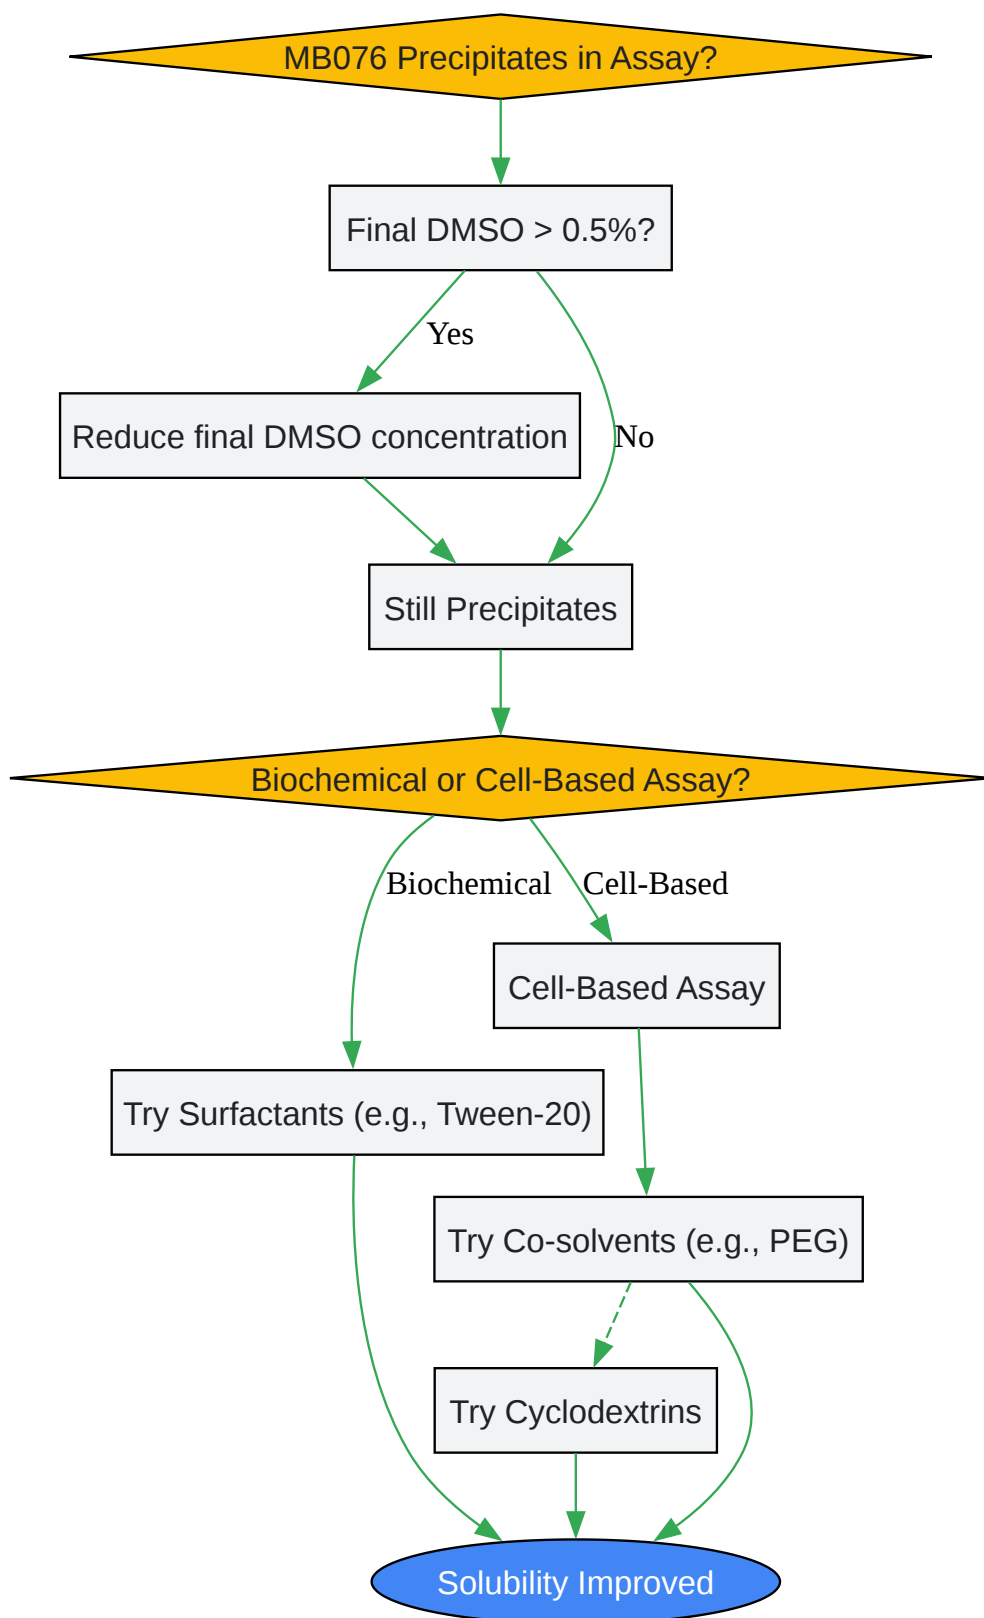 MB076 Precipitates in Assay?
Final DMSO > 0.5%?
Yes
Reduce final DMSO concentration
No
Still Precipitates
Biochemical or Cell-Based Assay?
Biochemical
Cell-Based
Cell-Based Assay
Try Surfactants (e.g., Tween-20)
Try Co-solvents (e.g., PEG)
Try Cyclodextrins
Solubility Improved